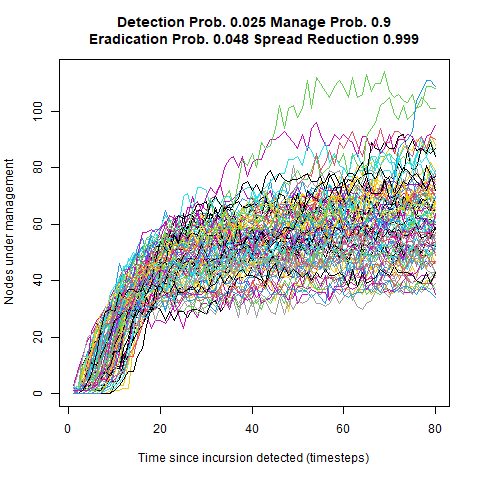 Detection Prob. 0.025 Manage Prob. 0.9
Eradication Prob. 0.048 Spread Reduction 0.999
Nodes under management
100
80
60
40
20
0
0 20 40 60 80
Time since incursion detected (timesteps)